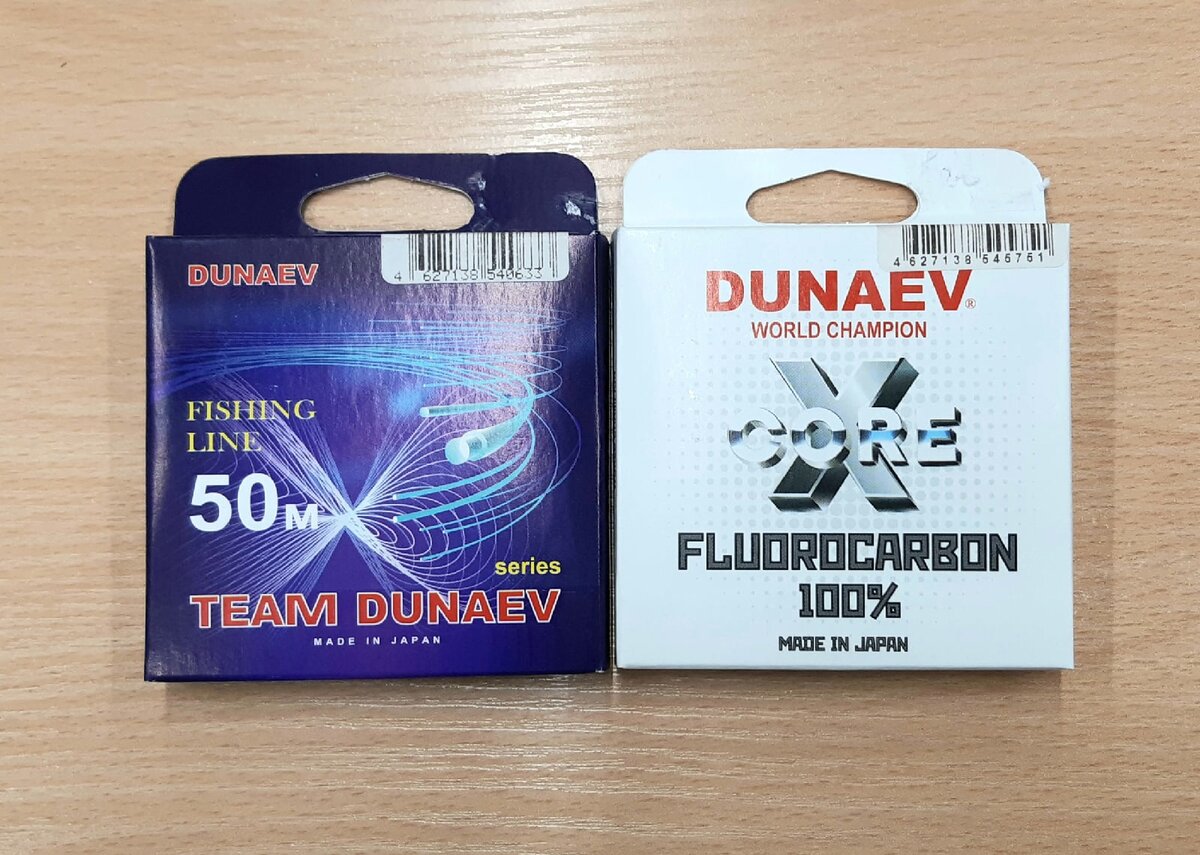 DUNAEV
4 627138 540633
FISHING
LINE
50м
series
TEAM DUNAEV
MADE IN JAPAN
4 627138 545751
DUNAEV®
WORLD CHAMPION
X
CORE
FLUOROCARBON
100%
MADE IN JAPAN